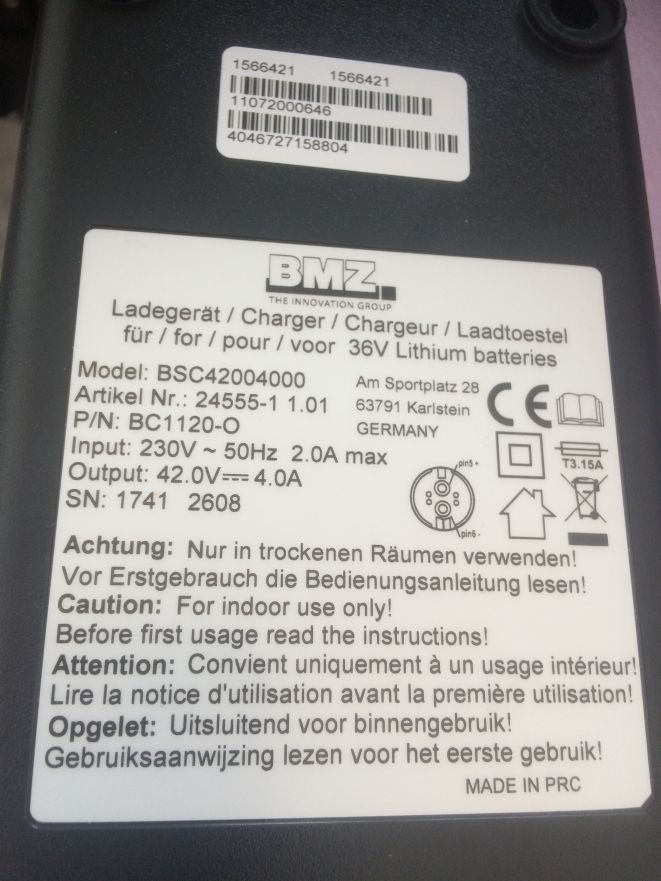 1566421 1566421
11072000646
4046727158804
BMZ
THE INNOVATION GROUP
Ladegerät / Charger / Chargeur / Laadtoestel
für / for / pour / voor 36V Lithium batteries
Model: BSC42004000
Artikel Nr.: 24555-1 1.01
P/N: BC1120-O
Input: 230V ~ 50Hz 2.0A max
Output: 42.0V⎓4.0A
SN: 1741 2608
Am Sportplatz 28
63791 Karlstein
GERMANY
CE
T3.15A
pin5 +
pin6 -
Achtung: Nur in trockenen Räumen verwenden!
Vor Erstgebrauch die Bedienungsanleitung lesen!
Caution: For indoor use only!
Before first usage read the instructions!
Attention: Convient uniquement à un usage intérieur!
Lire la notice d'utilisation avant la première utilisation!
Opgelet: Uitsluitend voor binnengebruik!
Gebruiksaanwijzing lezen voor het eerste gebruik!
MADE IN PRC